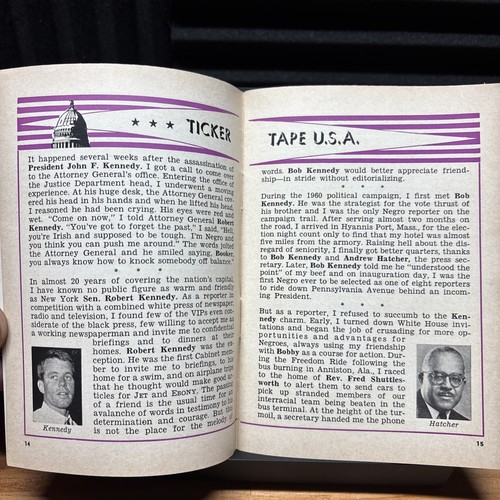 ★ ★ ★ TICKER
It happened several weeks after the assassination of
President John F. Kennedy. I got a call to come over
to the Attorney General's office. Entering the office of
the Justice Department head, I underwent a moving
experience. At his huge desk, the Attorney General cov-
ered his head in his hands and when he lifted his head,
I reasoned he had been crying. His eyes were red and
wet. "Come on now," I told Attorney General Robert
Kennedy. "You've got to forget the past," I said, "Hell,
you're Irish and supposed to be tough. I'm Negro and
you think you can push me around." The words jolted
the Attorney General and he smiled saying, Booker,
you always know how to knock somebody off balance."
* * *
In almost 20 years of covering the nation's capital,
I have known no public figure as warm and friendly
as New York Sen. Robert Kennedy. As a reporter in
competition with a combined white press of newspaper,
radio and television, I found few of the VIPs even con-
siderate of the black press, few willing to accept me as
a working newspaperman and invite me to confidential
briefings and to dinners at their
homes. Robert Kennedy was the ex-
ception. He was the first Cabinet mem-
ber to invite me to briefings, to his
home for a swim, and on airplane trips
that he thought would make good ar-
ticles for JET and EBONY. The passing
of a friend is the usual time for an
avalanche of words in testimony to his
determination and courage. But this
is not the place for the melody of
Kennedy
14
TAPE U.S.A.
words. Bob Kennedy would better appreciate friend-
ship—in stride without editorializing.
* * *
During the 1960 political campaign, I first met Bob
Kennedy. He was the strategist for the vote thrust of
his brother and I was the only Negro reporter on the
campaign trail. After serving almost two months on
the road, I arrived in Hyannis Port, Mass., for the elec-
tion night count only to find that my hotel was almost
five miles from the armory. Raising hell about the dis-
regard of seniority, I finally got better quarters, thanks
to Bob Kennedy and Andrew Hatcher, the press sec-
retary. Later, Bob Kennedy told me he "understood the
point" of my beef and on inauguration day, I was the
first Negro ever to be selected as one of three reporters
to ride down Pennsylvania Avenue behind an incom-
ing President.
* * *
But as a reporter, I refused to succumb to the Ken-
nedy charm. Early, I turned down White House invi-
tations and began the job of crusading for more op-
portunities and advantages for
Negroes, always using my friendship
with Bobby as a course for action. Dur-
ing the Freedom Ride following the
bus burning in Anniston, Ala., I raced
to the home of Rev. Fred Shuttles-
worth to alert them to send cars to
pick up stranded members of our
interracial team being beaten in the
bus terminal. At the height of the tur-
moil, a secretary handed me the phone
Hatcher
15